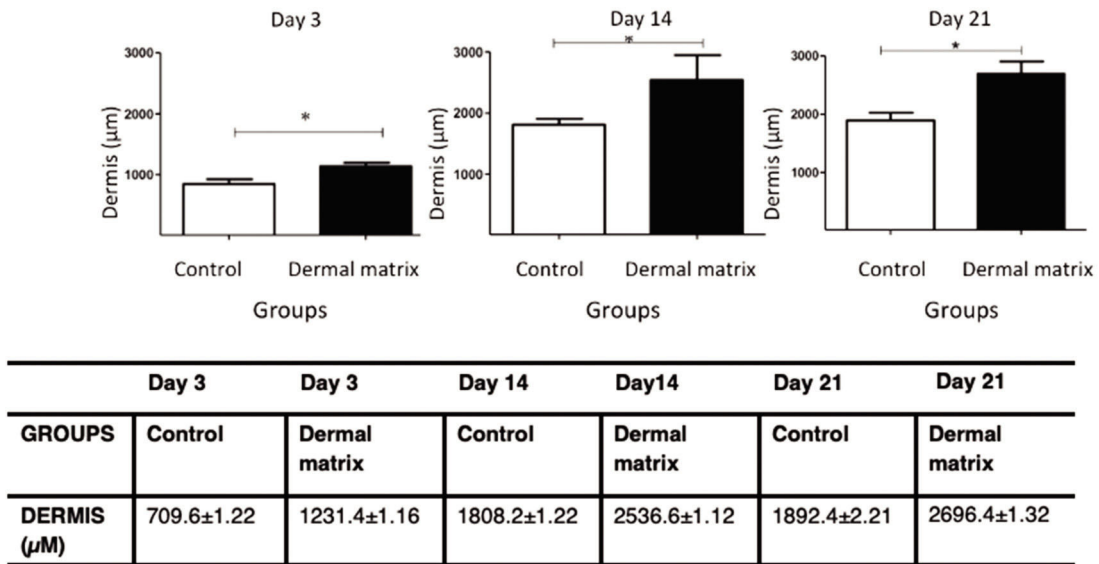 Day 3
Day 14
Day 21
3000
2000
1000
Dermis (µm)
*
Control
Dermal matrix
Groups
3000
2000
1000
Dermis (µm)
*
Control
Dermal matrix
Groups
3000
2000
1000
Dermis (µm)
*
Control
Dermal matrix
Groups
Day 3 Day 3 Day 14 Day14 Day 21 Day 21
GROUPS Control Dermal Control Dermal Control Dermal
matrix matrix matrix
DERMIS 709.6±1.22 1231.4±1.16 1808.2±1.22 2536.6±1.12 1892.4±2.21 2696.4±1.32
(µM)